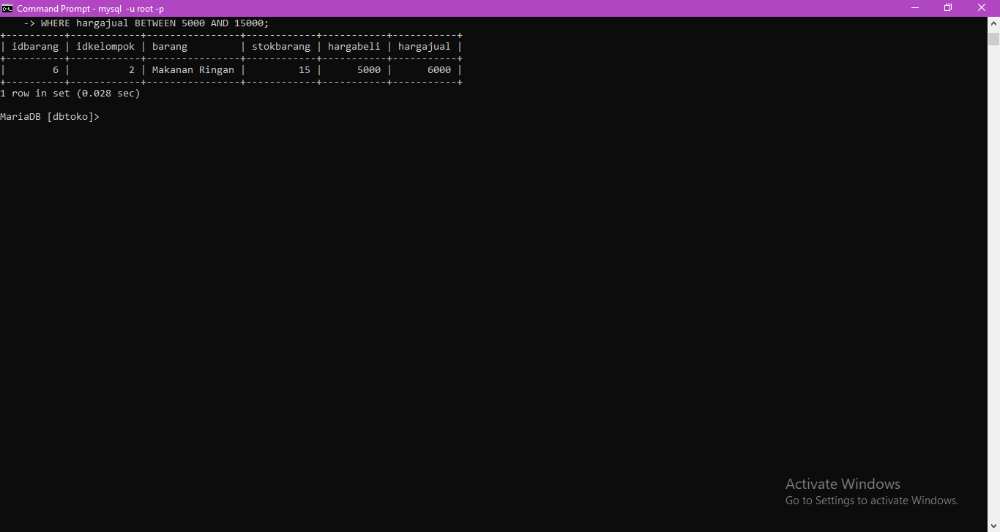 Command Prompt - mysql -u root -p
-> WHERE hargajual BETWEEN 5000 AND 15000;
+----------+------------+----------------+------------+-----------+-----------+
| idbarang | idkelompok | barang         | stokbarang | hargabeli | hargajual |
+----------+------------+----------------+------------+-----------+-----------+
|        6 |          2 | Makanan Ringan |         15 |      5000 |      6000 |
+----------+------------+----------------+------------+-----------+-----------+
1 row in set (0.028 sec)
MariaDB [dbtoko]>
Activate Windows
Go to Settings to activate Windows.